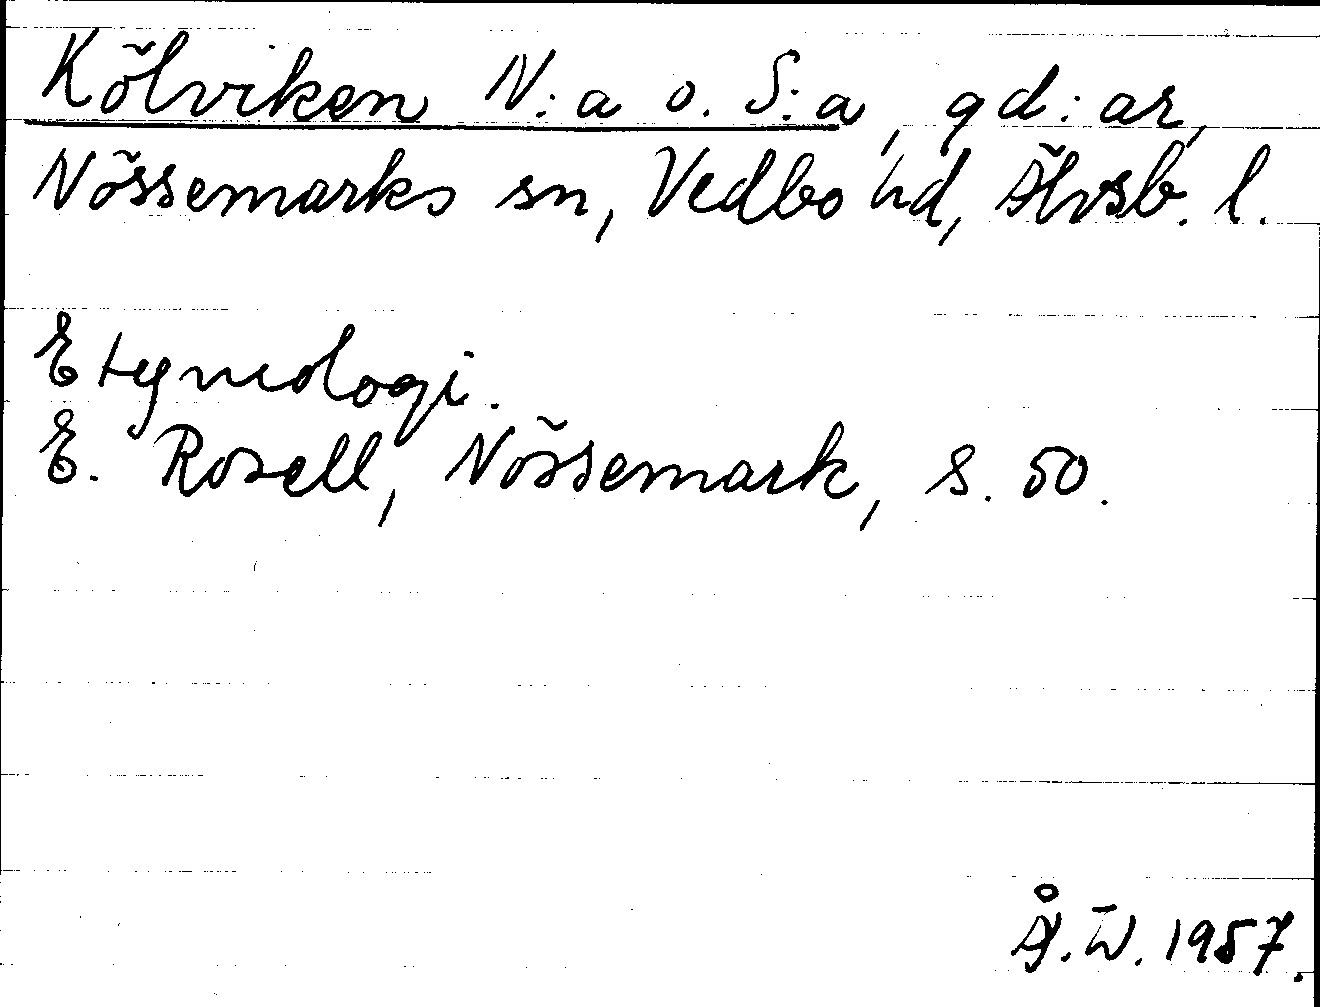 Kölviken N:a o. S:a, gd:ar,
Nössemarks sn, Vedbo hd, Älvsb. l.
Etymologi.
E. Rosell, Nössemark, s. 50.
Å.W. 1957.